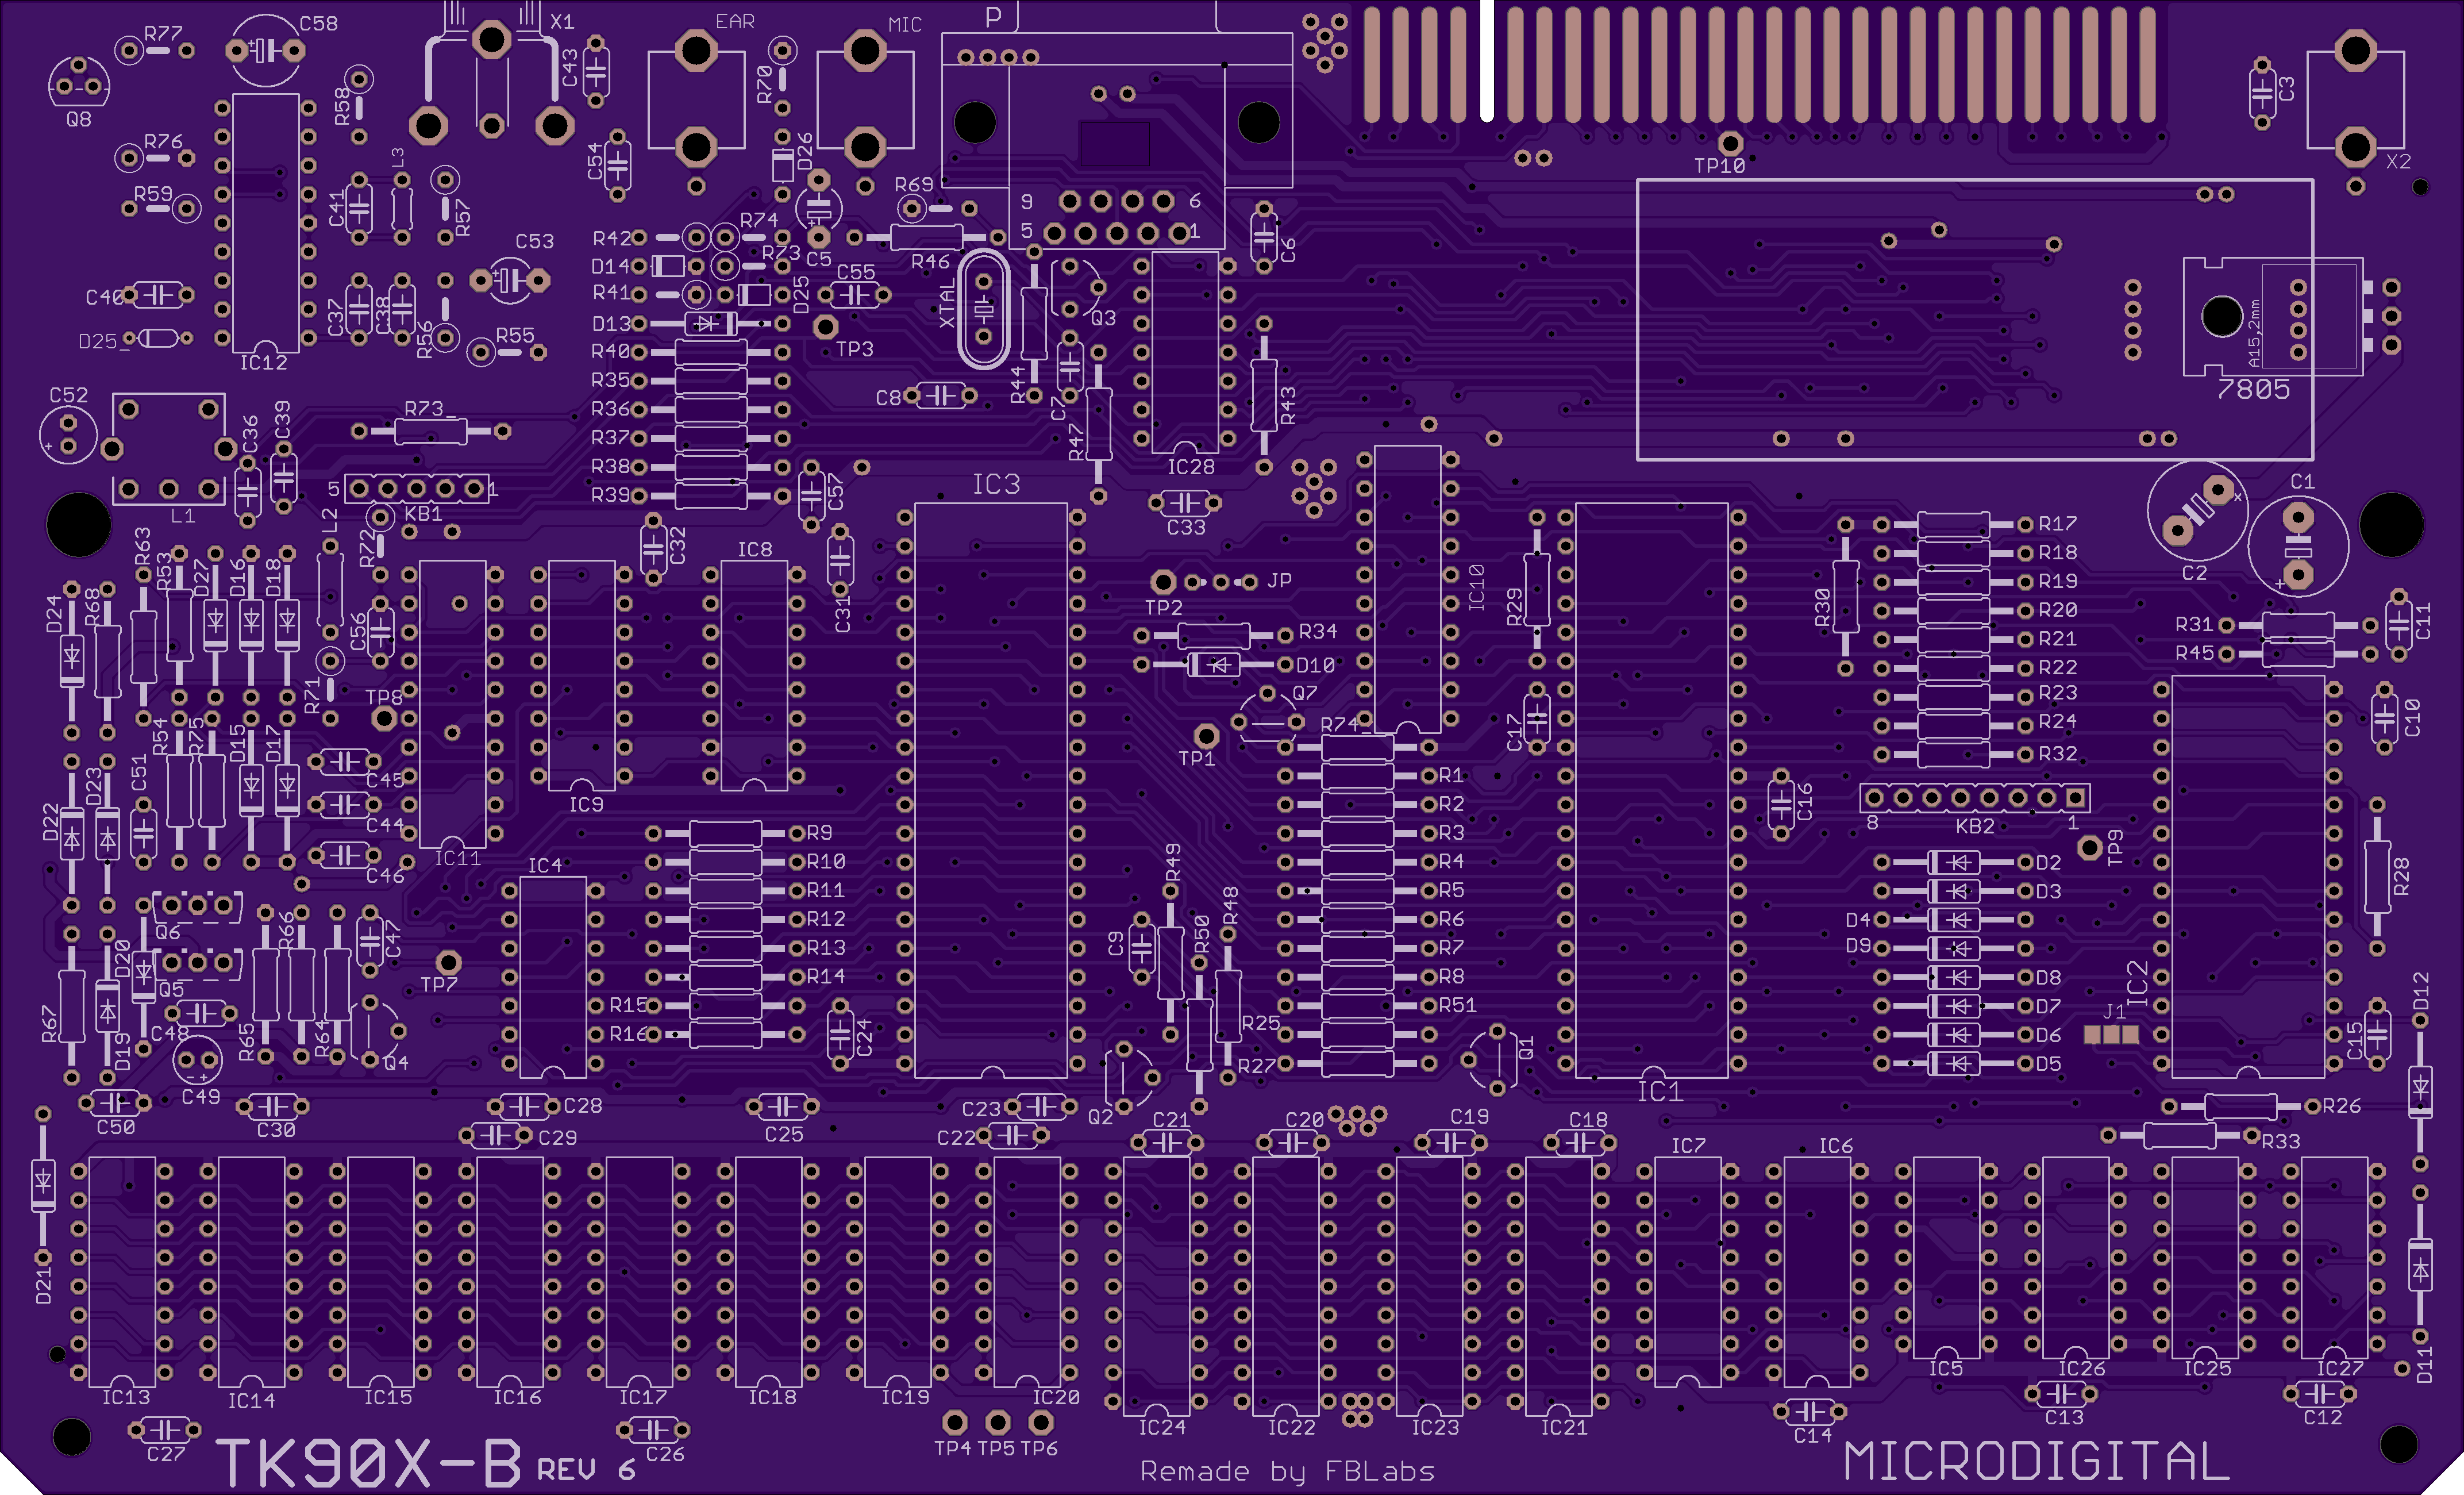 R77
C58
X1
EAR
MIC
P
C43
R70
C3
R58
Q8
R76
C54
D26
TP10
X2
L3
R59
C41
R57
R69
9 6
5 1
C6
R42
R74
C53
D14
R73
C5
R46
C40
R41
D25
C55
XTAL
Q3
C37
C38
R56
D13
TP3
A15,2mm
D25_
IC12
R55
R40
R44
R43
7805
C52
R35
C8
C7
R36
R73_
C36
C39
R37
R47
R38
IC28
R39
C57
IC3
C1
5 1
L1
KB1
C33
C2
L2
R72
C32
IC8
C31
R17
R63
R53
D27
D16
D18
R18
R19
JP
TP2
IC10
R29
R30
R20
D24
R68
C56
R34
R21
R31
C11
D10
R22
R45
R71
TP8
Q7
R23
R54
R75
D15
D17
R74_
C17
R24
C10
TP1
R32
C45
R1
C51
D23
D22
IC9
R2
C16
C44
R9
R3
8 KB2 1
TP9
IC11
IC4
R10
R49
R4
D2
C46
R11
R5
D3
R28
R48
Q6
R66
C47
R12
R6
D4
D20
C9
R50
R13
R7
D9
TP7
R14
R8
D8
IC2
Q5
R15
R51
D7
D12
R67
C48
R65
R64
R16
C24
R25
J1
D19
Q4
Q1
D6
C15
R27
D5
C49
C50
C30
C28
C25
C23
Q2
IC1
R26
C29
C22
C21
C20
C19
C18
IC7
IC6
R33
D21
IC13
IC14
IC15
IC16
IC17
IC18
IC19
IC20
IC24
IC22
IC23
IC21
IC5
IC26
IC25
IC27
D11
C27
C26
TP4 TP5 TP6
C14
C13
C12
TK90X-B REV 6
Remade by FBLabs
MICRODIGITAL